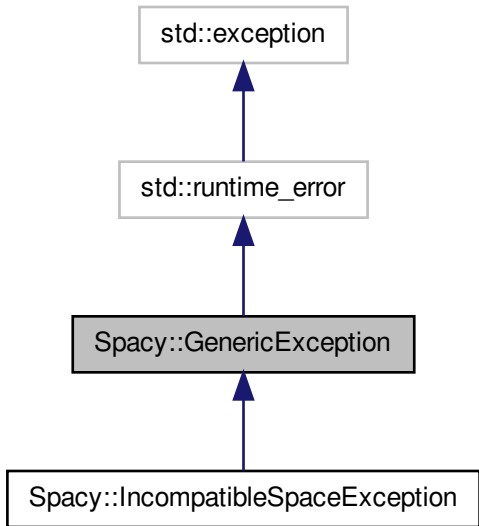 std::exception
std::runtime_error
Spacy::GenericException
Spacy::IncompatibleSpaceException